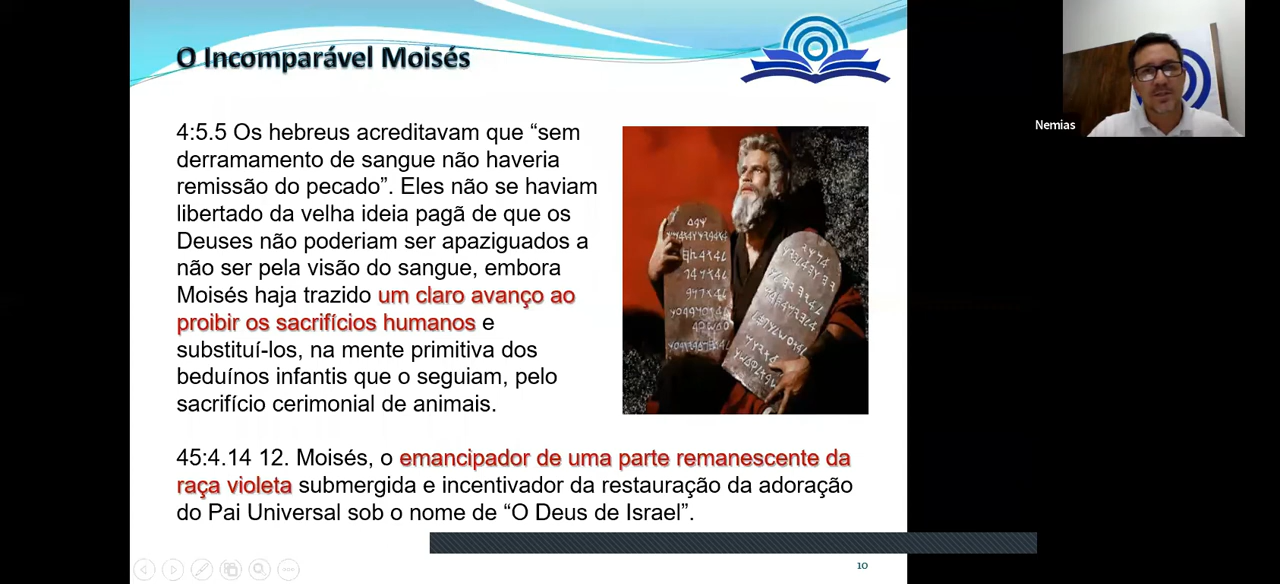 O Incomparável Moisés
Nemias
4:5.5 Os hebreus acreditavam que “sem
derramamento de sangue não haveria
remissão do pecado”. Eles não se haviam
libertado da velha ideia pagã de que os
Deuses não poderiam ser apaziguados a
não ser pela visão do sangue, embora
Moisés haja trazido um claro avanço ao
proibir os sacrifícios humanos e
substituí-los, na mente primitiva dos
beduínos infantis que o seguiam, pelo
sacrifício cerimonial de animais.
45:4.14 12. Moisés, o emancipador de uma parte remanescente da
raça violeta submergida e incentivador da restauração da adoração
do Pai Universal sob o nome de “O Deus de Israel”.
10